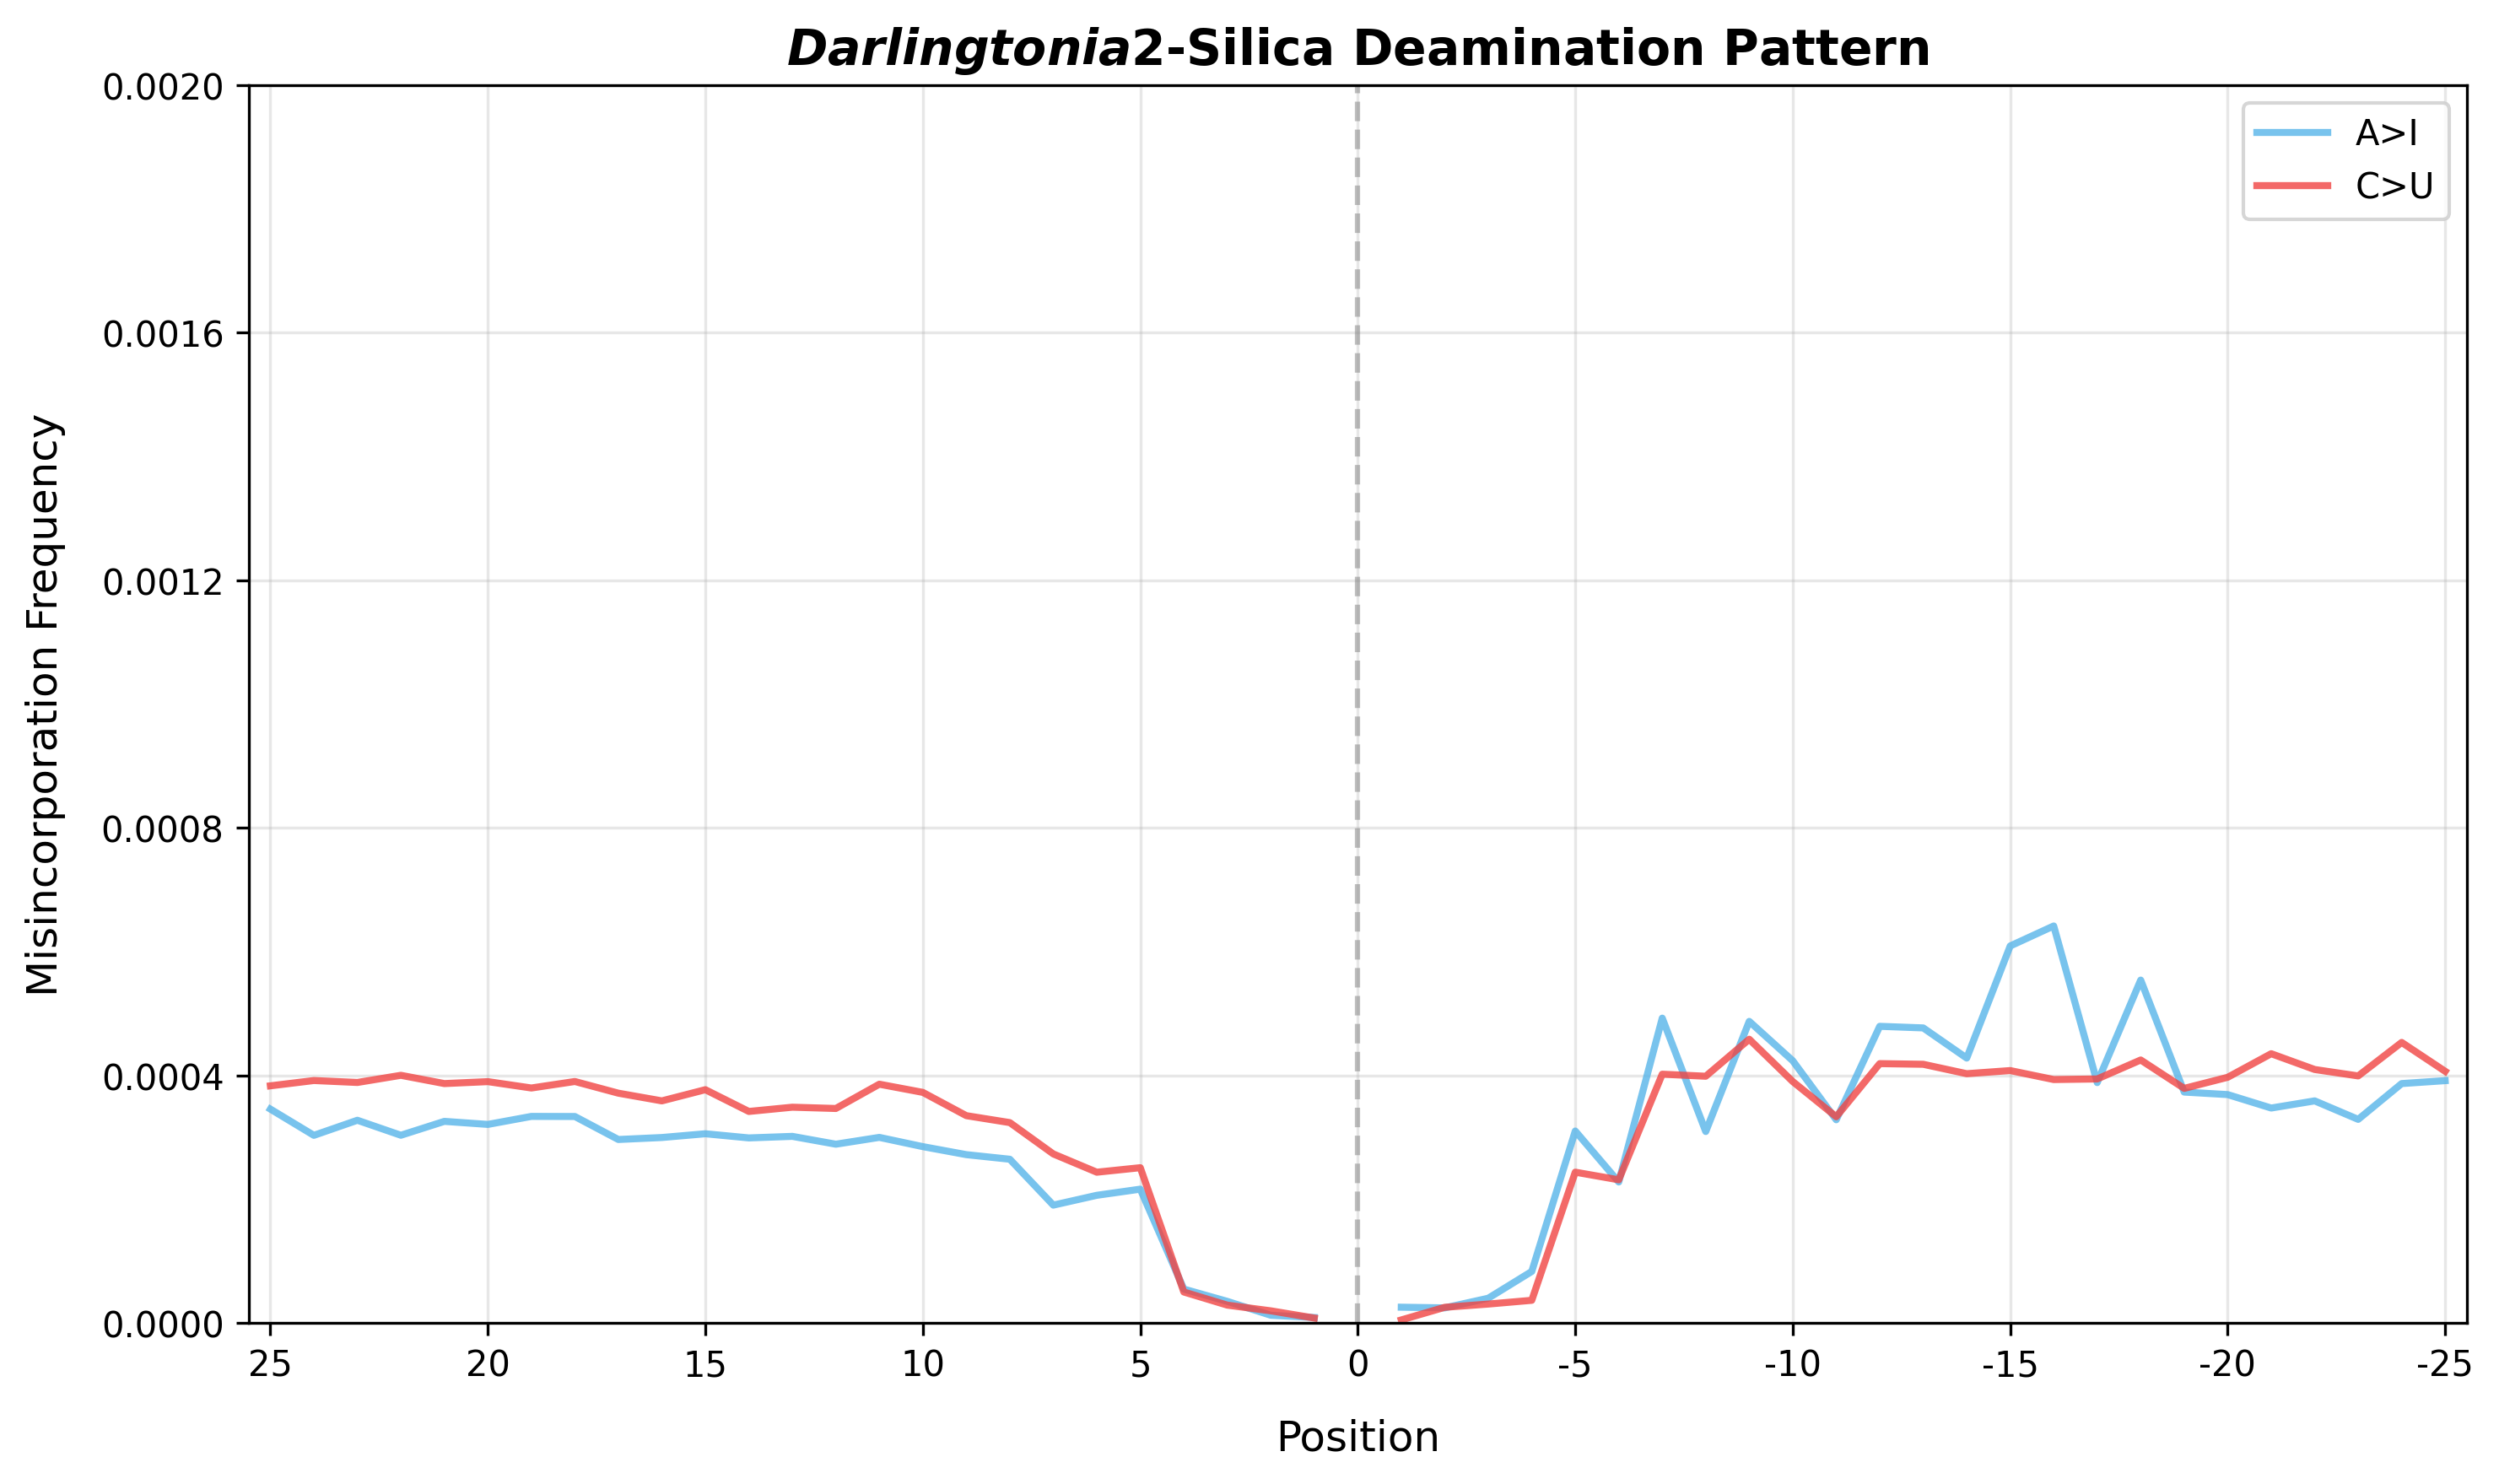 Darlingtonia2-Silica Deamination Pattern
A>I
C>U
Misincorporation Frequency
0.0020
0.0016
0.0012
0.0008
0.0004
0.0000
25 20 15 10 5 0 -5 -10 -15 -20 -25
Position